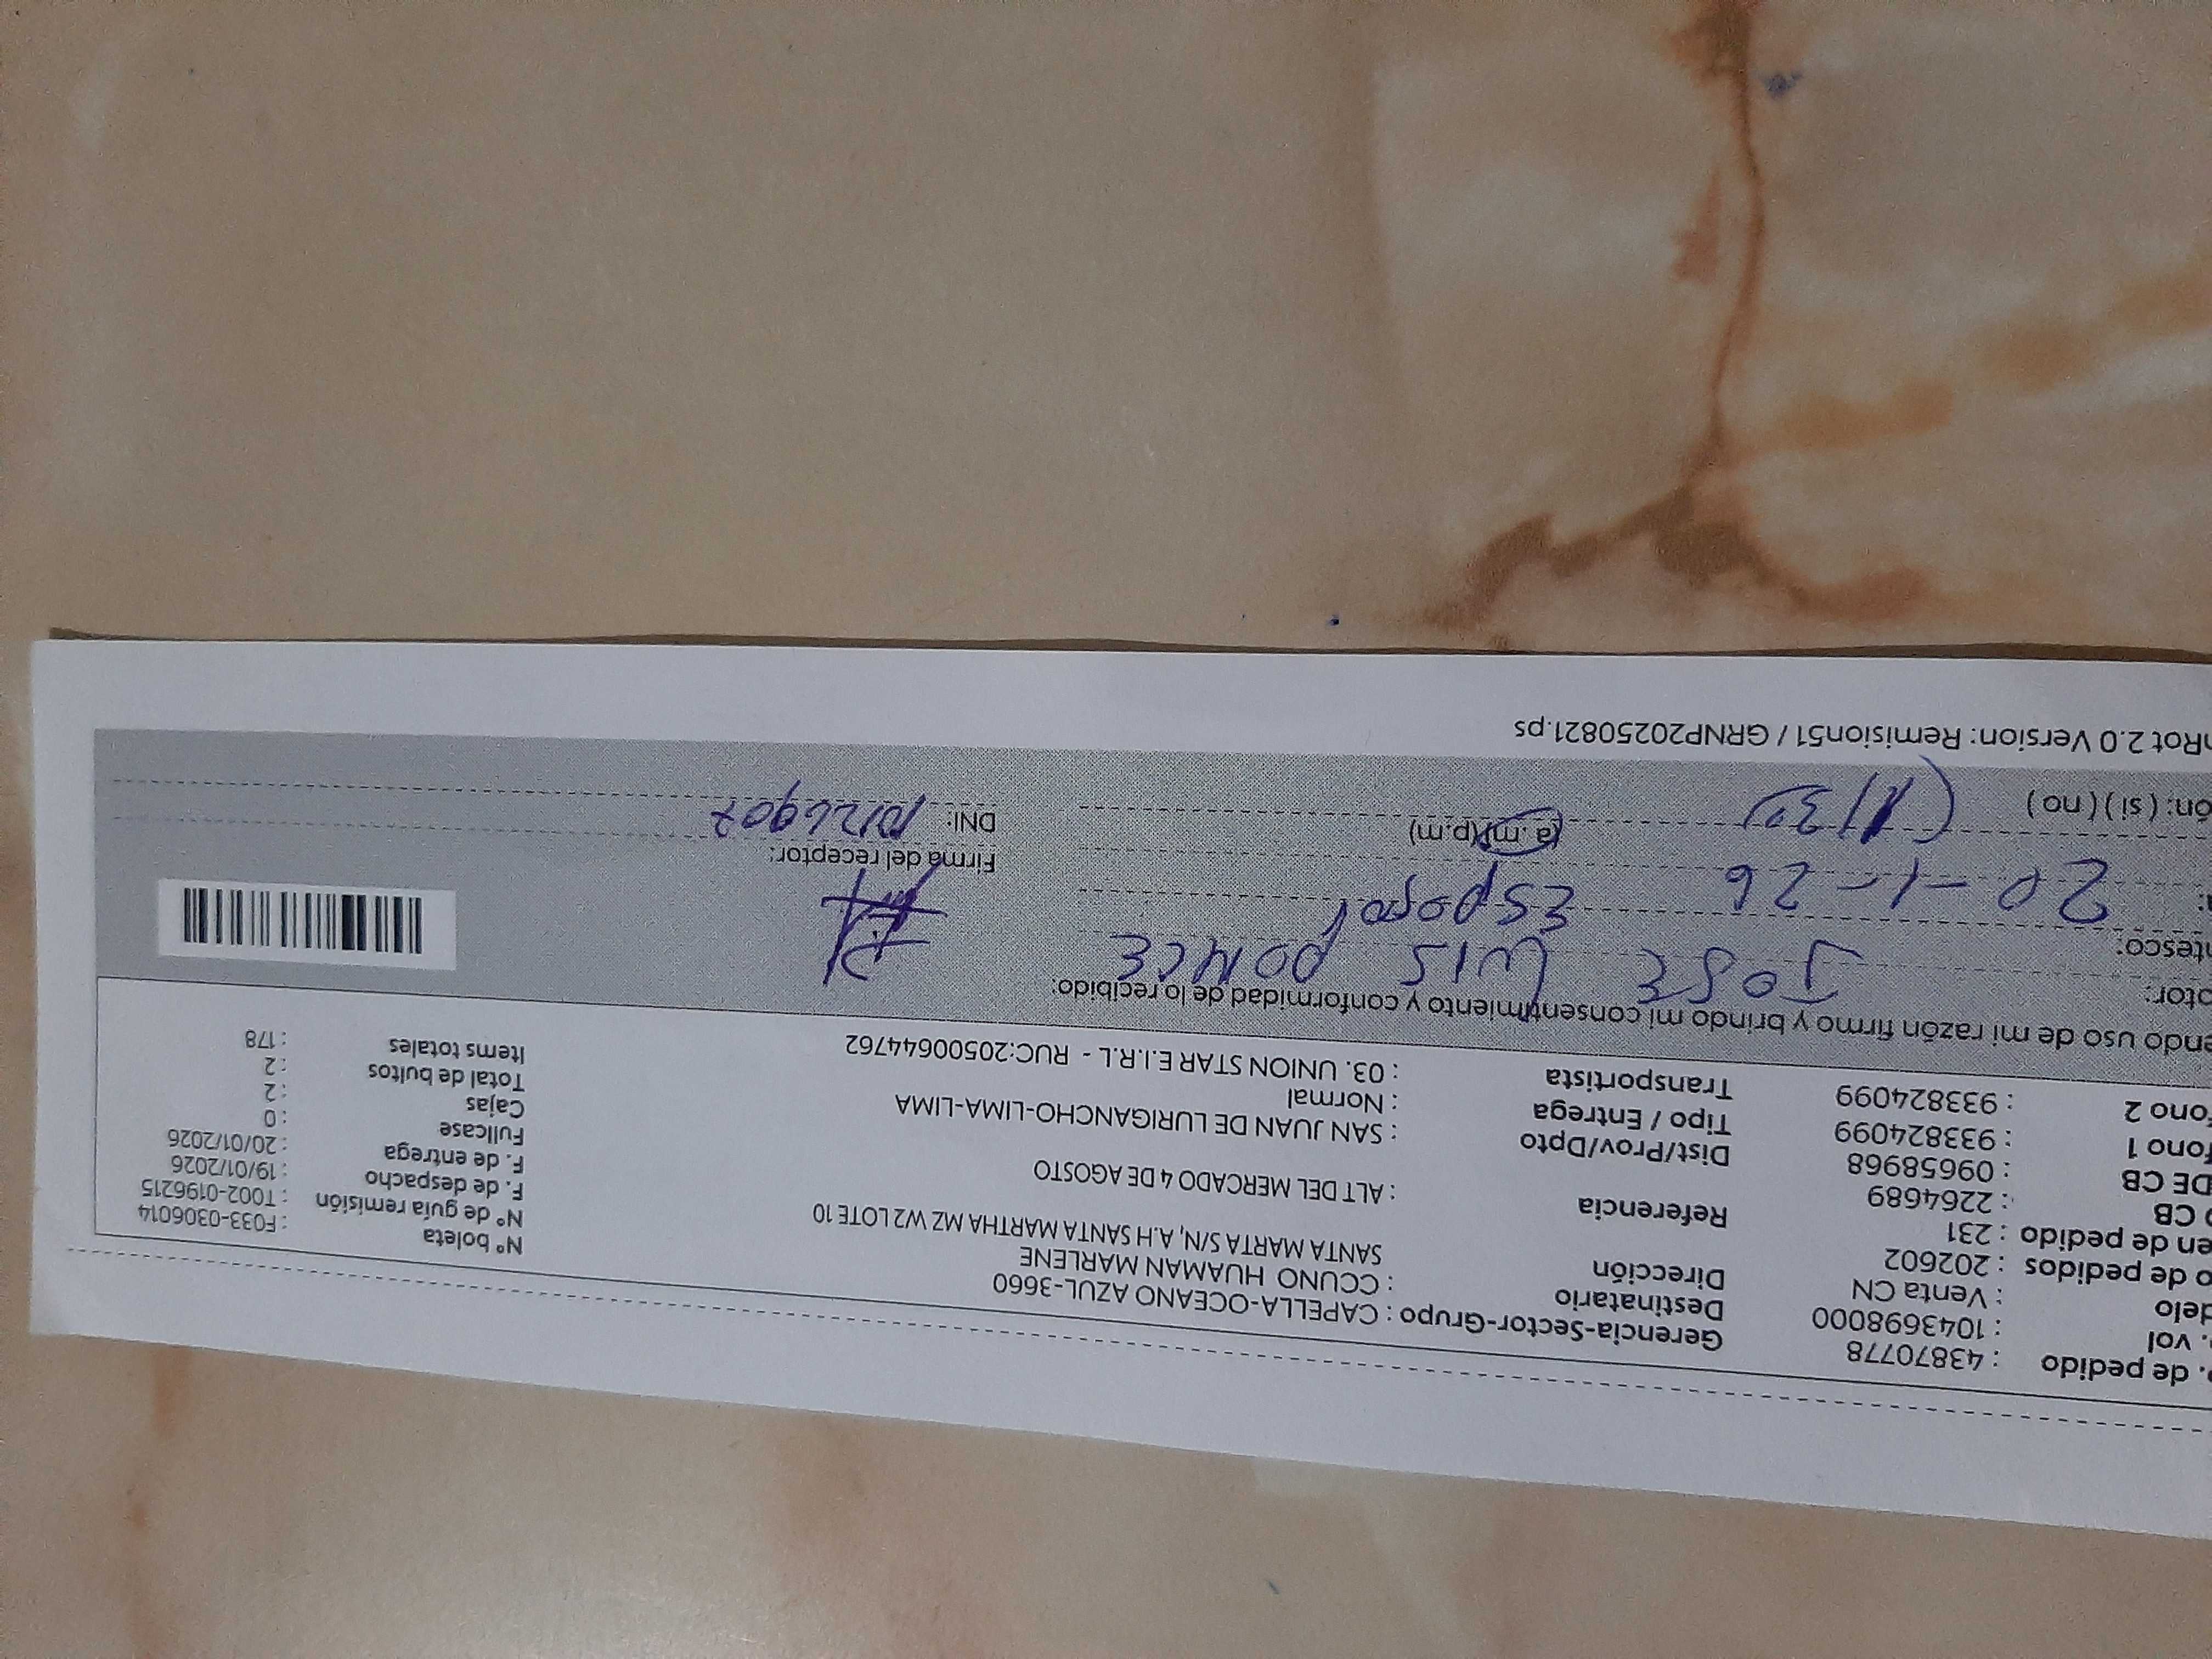 . de pedido : 43870778 Gerencia-Sector-Grupo : CAPELLA-OCEANO AZUL-3660 N° boleta : F033-0306014
. vol : 1043698000 Destinatario : CCUNO HUAMAN MARLENE N° de guía remisión : T002-0196215
delo : Venta CN Dirección SANTA MARTA S/N, A.H SANTA MARTHA MZ W2 LOTE 10 F. de despacho : 19/01/2026
o de pedidos : 202602 Referencia : ALT DEL MERCADO 4 DE AGOSTO F. de entrega : 20/01/2026
en de pedido : 231 Dist/Prov/Dpto : SAN JUAN DE LURIGANCHO-LIMA-LIMA Fullcase : 0
CB : 2264689 Tipo / Entrega : Normal Cajas : 2
DE CB : 09658968 Transportista : 03. UNION STAR E.I.R.L - RUC:20500644762 Total de bultos : 2
fono 1 : 933824099 Items totales : 178
fono 2 : 933824099
endo uso de mi razón firmo y brindo mi consentimiento y conformidad de lo recibido:
ptor: JOSE LUIS PONCE
ntesco: Esposo
a: 20-1-26 Firma del receptor:
ón: ( si ) ( no ) (a.m)(p.m) DNI:
Rot 2.0 Version: Remision51 / GRNP20250821.ps